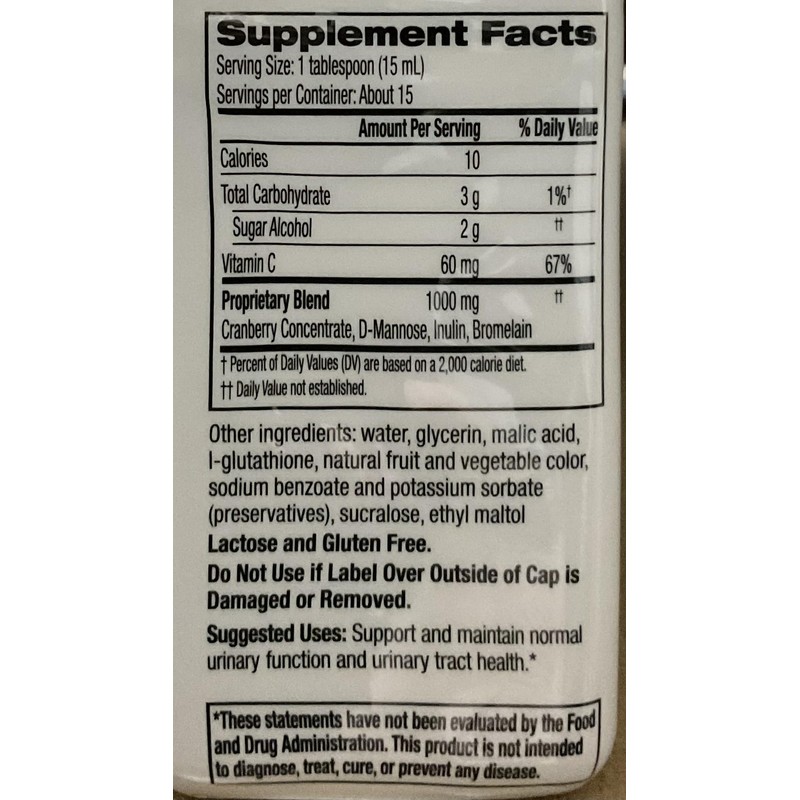 Supplement Facts
Serving Size: 1 tablespoon (15 mL)
Servings per Container: About 15
Amount Per Serving % Daily Value
Calories 10
Total Carbohydrate 3 g 1%†
Sugar Alcohol 2 g ††
Vitamin C 60 mg 67%
Proprietary Blend 1000 mg ††
Cranberry Concentrate, D-Mannose, Inulin, Bromelain
† Percent of Daily Values (DV) are based on a 2,000 calorie diet.
†† Daily Value not established.
Other ingredients: water, glycerin, malic acid,
l-glutathione, natural fruit and vegetable color,
sodium benzoate and potassium sorbate
(preservatives), sucralose, ethyl maltol
Lactose and Gluten Free.
Do Not Use if Label Over Outside of Cap is
Damaged or Removed.
Suggested Uses: Support and maintain normal
urinary function and urinary tract health.*
*These statements have not been evaluated by the Food
and Drug Administration. This product is not intended
to diagnose, treat, cure, or prevent any disease.